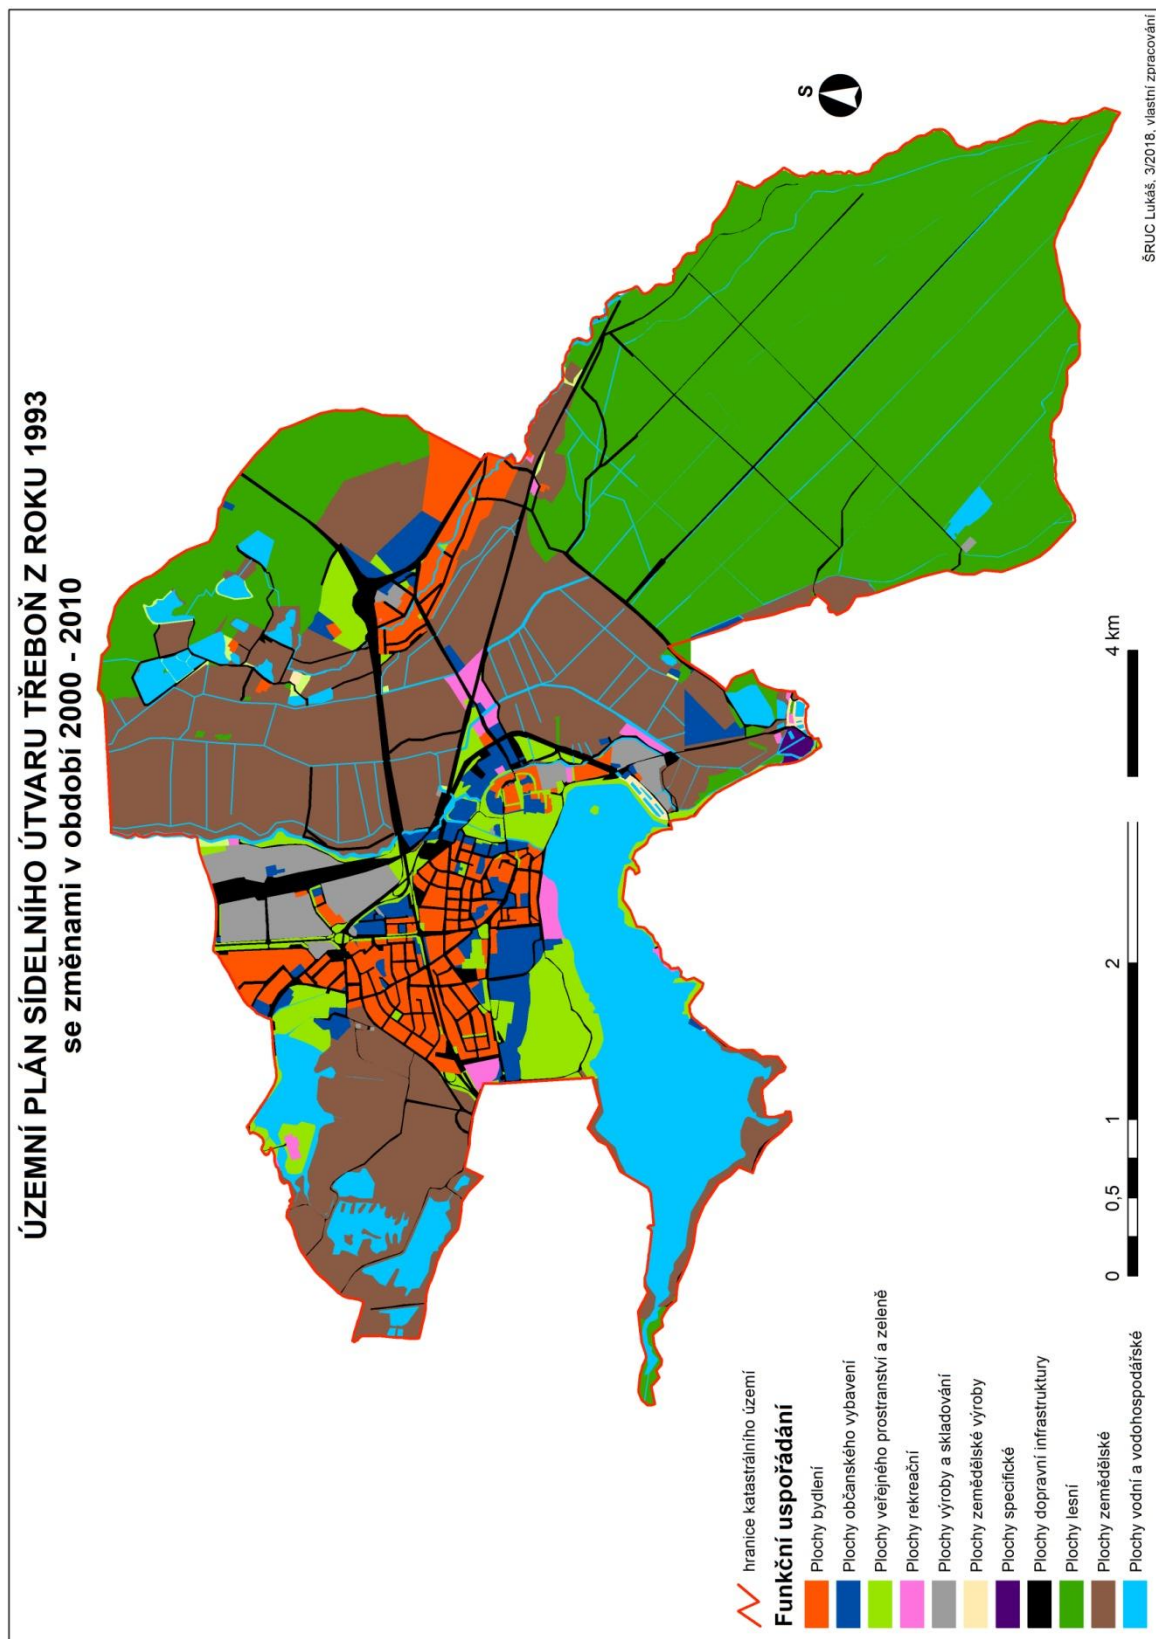 ÚZEMNÍ PLÁN SÍDELNÍHO ÚTVARU TŘEBOŇ Z ROKU 1993
se změnami v období 2000 - 2010
S
hranice katastrálního území
Funkční uspořádání
Plochy bydlení
Plochy občanského vybavení
Plochy veřejného prostranství a zeleně
Plochy rekreační
Plochy výroby a skladování
Plochy zemědělské výroby
Plochy specifické
Plochy dopravní infrastruktury
Plochy lesní
Plochy zemědělské
Plochy vodní a vodohospodářské
0 0,5 1 2 4 km
ŠRUC Lukáš, 3/2018, vlastní zpracování